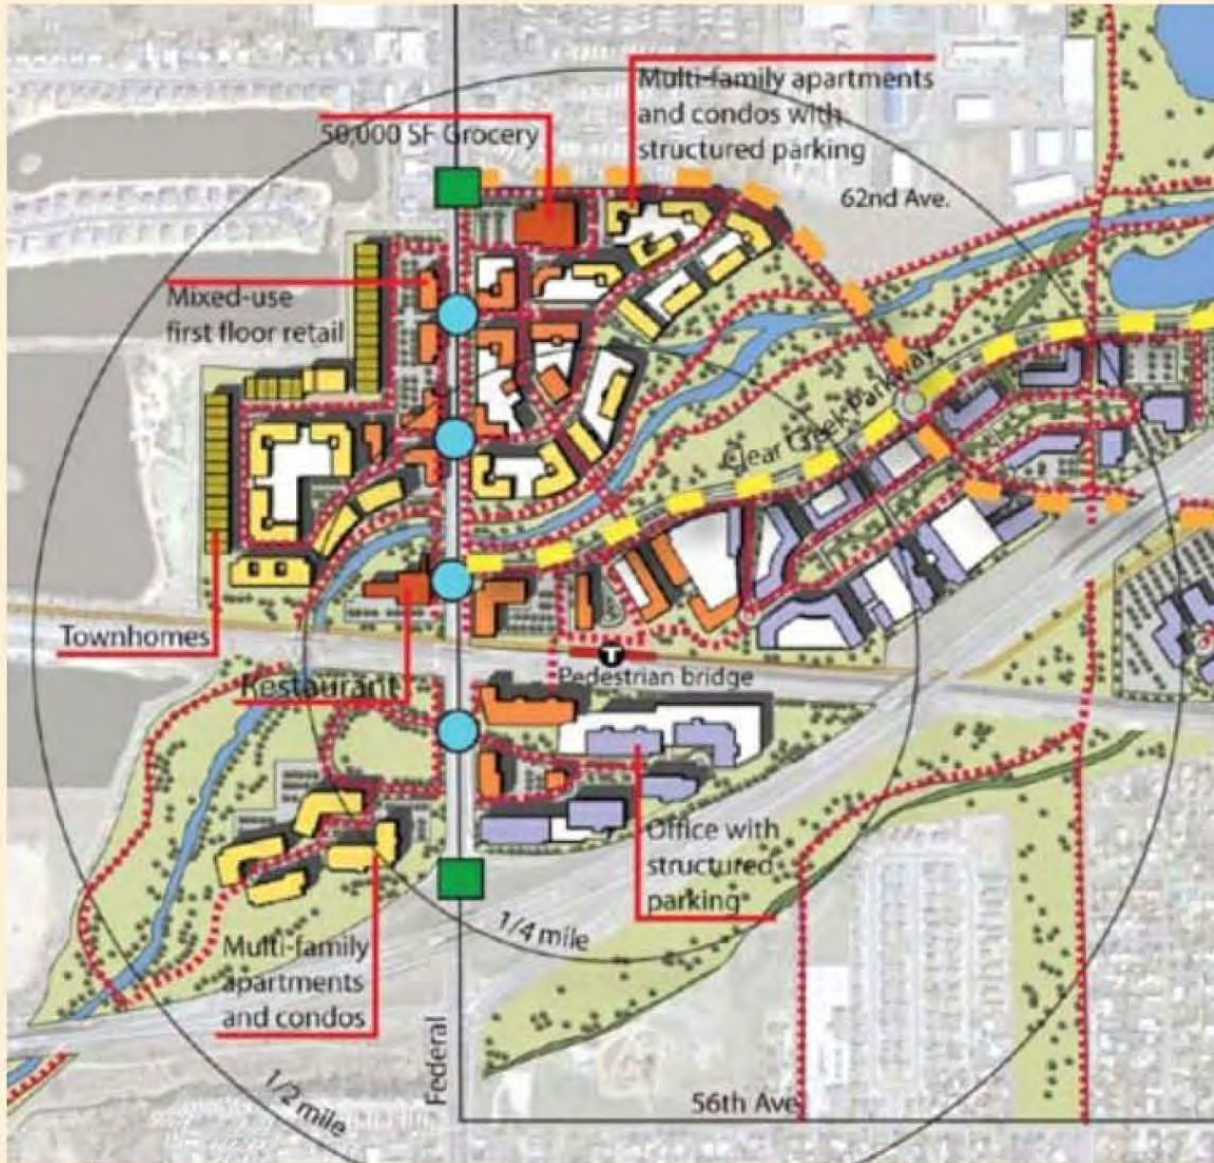 Multi-family apartments
and condos with
structured parking
50,000 SF Grocery
62nd Ave.
Mixed-use
first floor retail
Clear Creek Parkway
Townhomes
T
Pedestrian bridge
Restaurant
Office with
structured
parking
1/4 mile
Multi-family
apartments
and condos
Federal
1/2 mile
56th Ave